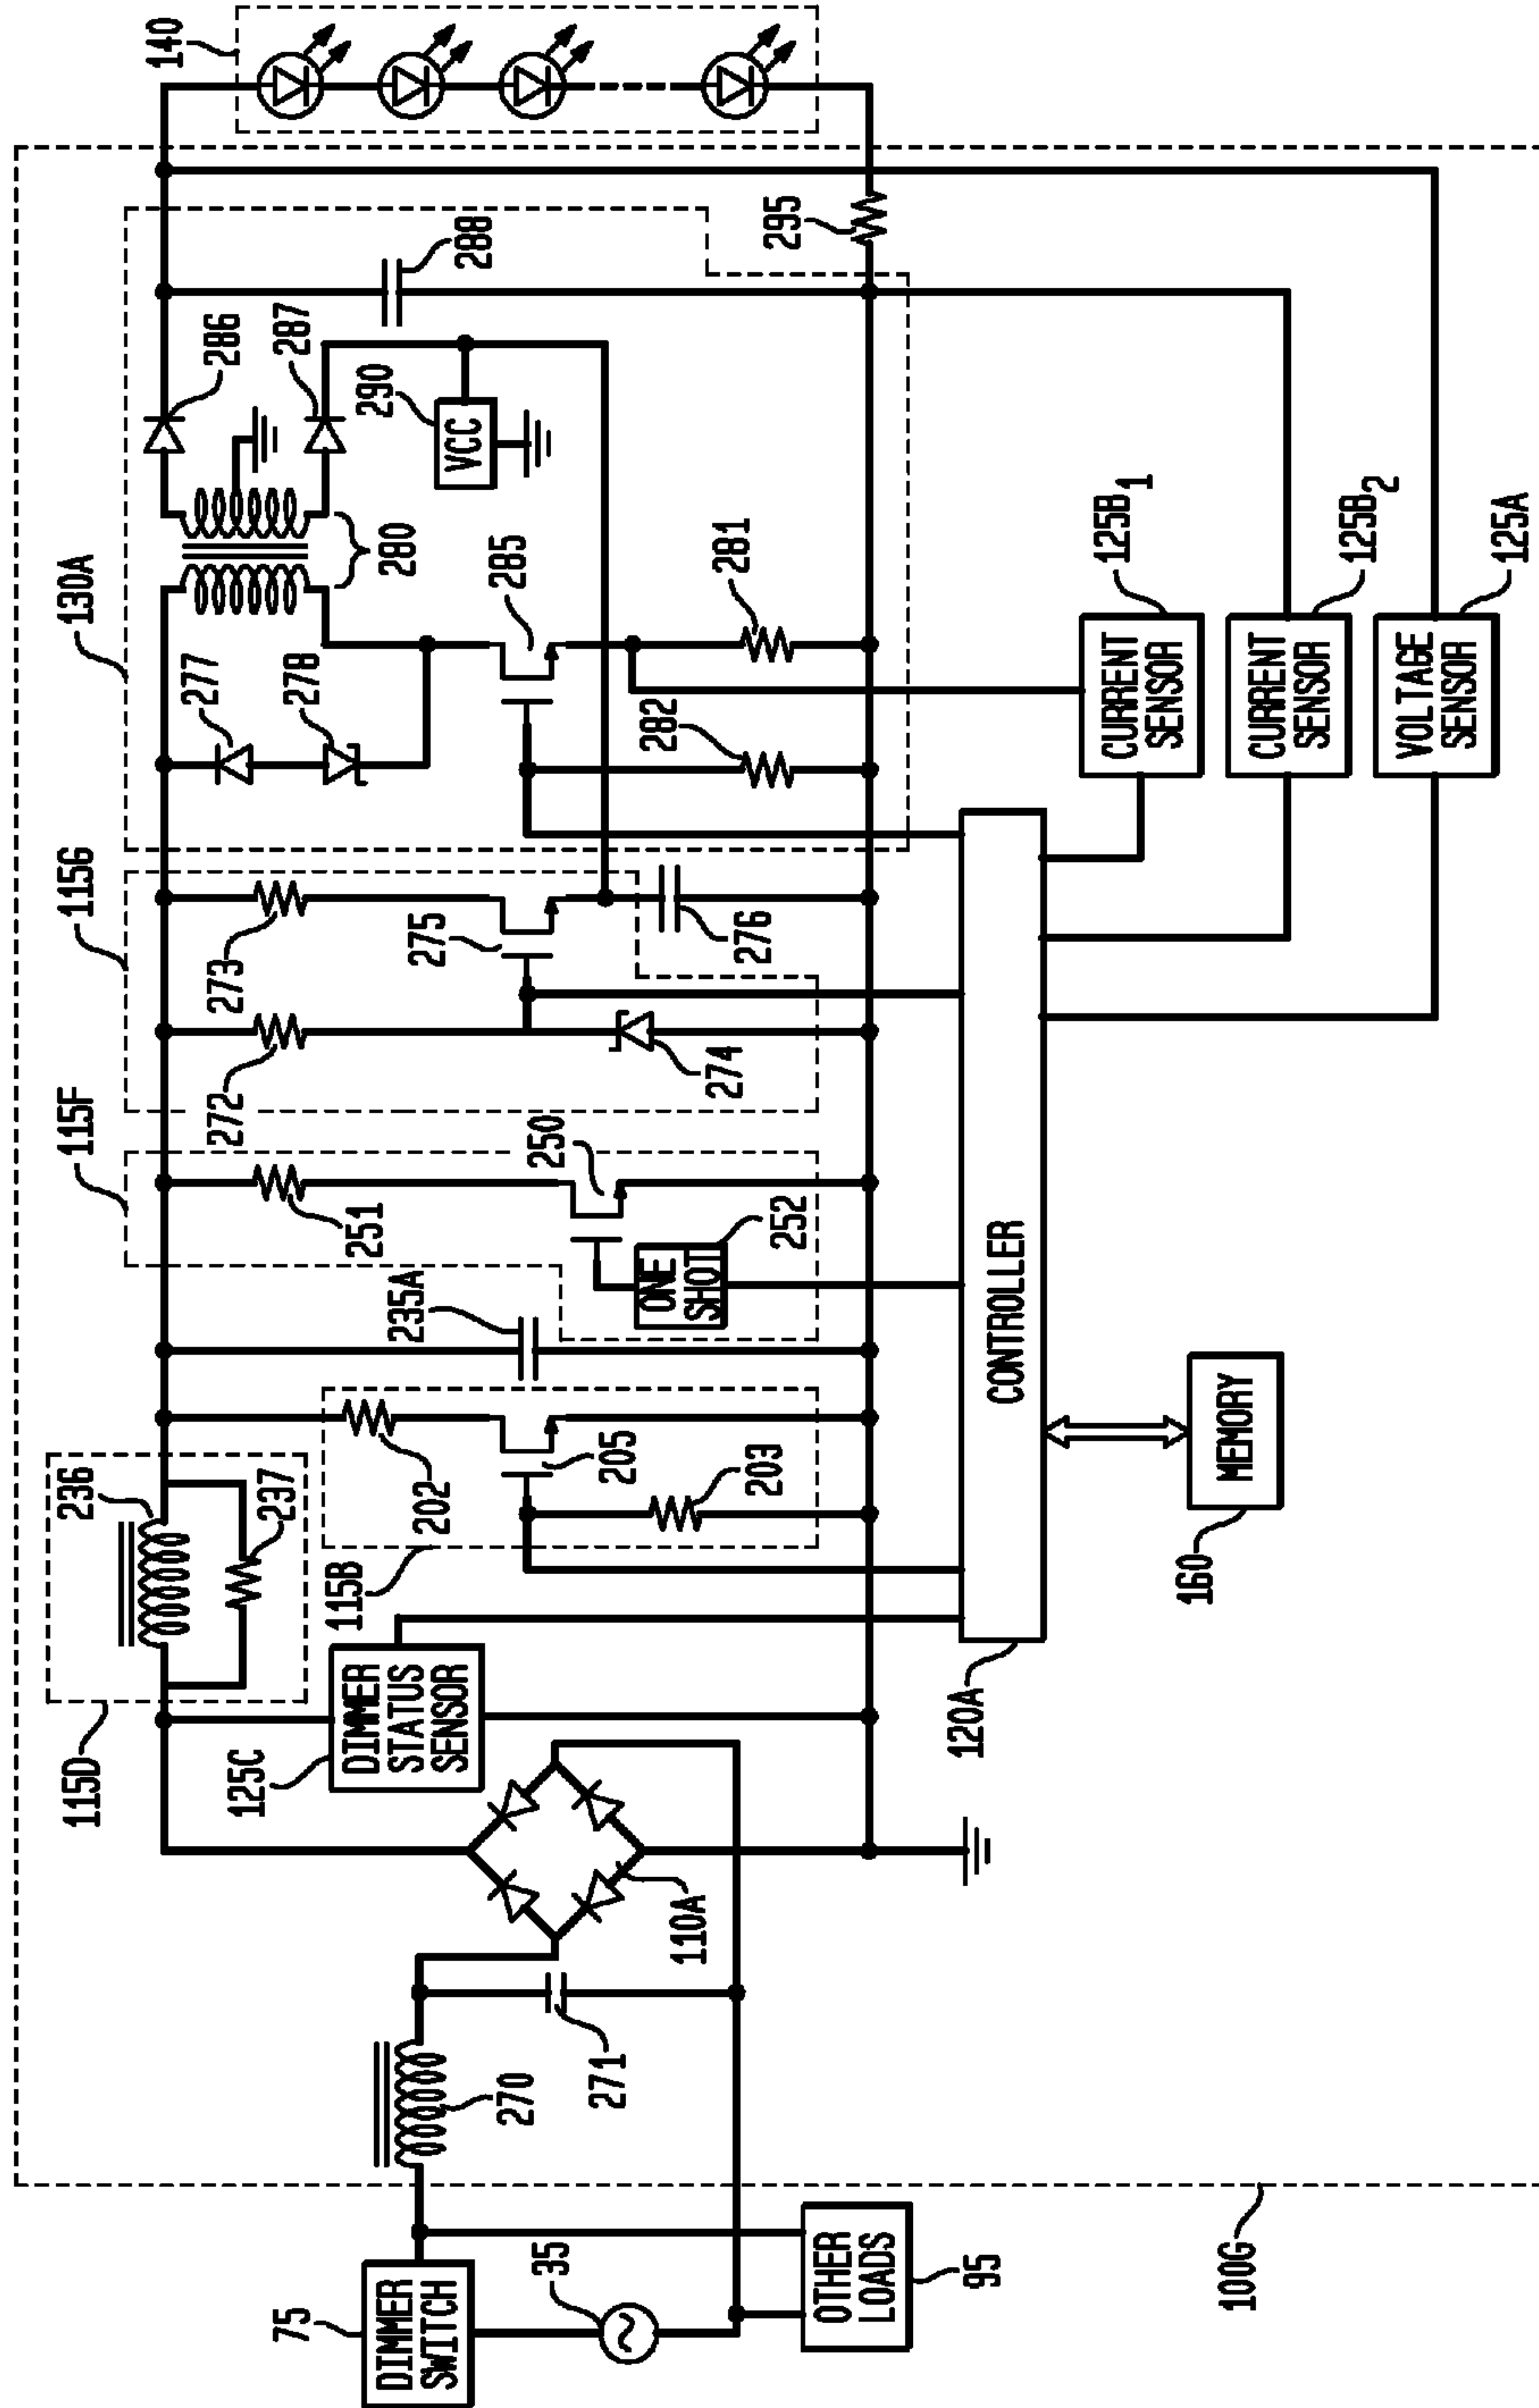 75
DIMMER
SWITCH
35
OTHER
LOADS
95
100G
270
271
110A
115D
236
237
125C
DIMMER
STATUS
SENSOR
115B
202
205
203
235A
115F
251
250
ONE
SHOT
252
115G
272
273
274
275
276
130A
277
278
280
285
281
282
286
287
288
290
VCC
295
140
CONTROLLER
120A
MEMORY
160
CURRENT
SENSOR
125B1
CURRENT
SENSOR
125B2
VOLTAGE
SENSOR
125A